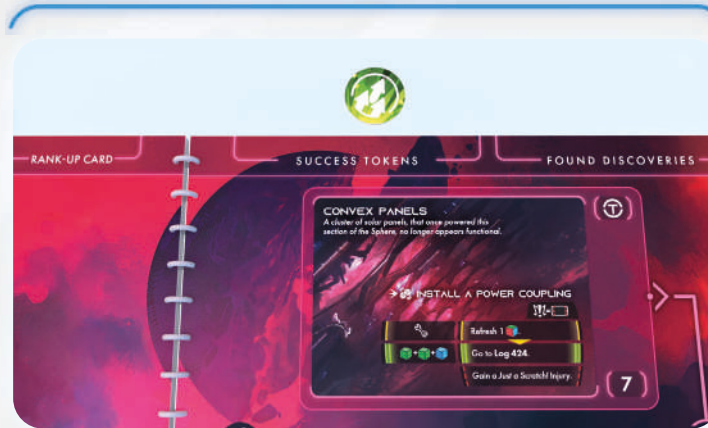 RANK-UP CARD
SUCCESS TOKENS
FOUND DISCOVERIES
CONVEX PANELS
A cluster of solar panels, that once powered this
section of the Sphere, no longer appears functional.
INSTALL A POWER COUPLING
Refresh 1
Go to Log 424.
Gain a Just a Scratch! Injury.
7